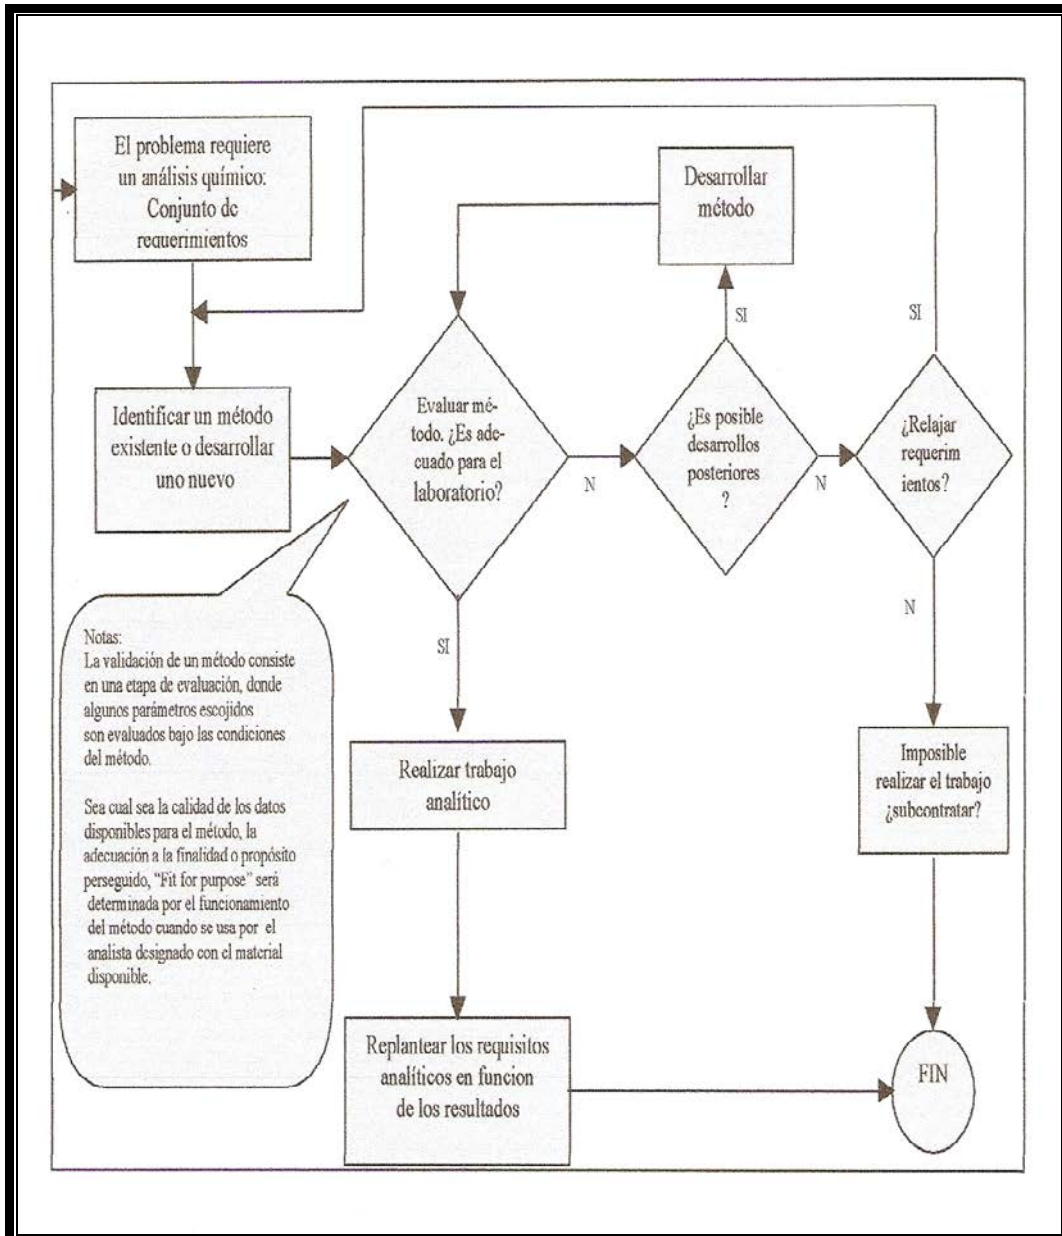 El problema requiere
un análisis químico:
Conjunto de
requerimientos
Desarrollar
método
SI
SI
Identificar un método
existente o desarrollar
uno nuevo
Evaluar mé-
todo. ¿Es ade-
cuado para el
laboratorio?
N
¿Es posible
desarrollos
posteriores
?
N
¿Relajar
requerim
ientos?
N
SI
Notas:
La validación de un método consiste
en una etapa de evaluación, donde
algunos parámetros escojidos
son evaluados bajo las condiciones
del método.
Sea cual sea la calidad de los datos
disponibles para el método, la
adecuación a la finalidad o propósito
perseguido, “Fit for purpose” será
determinada por el funcionamiento
del método cuando se usa por el
analista designado con el material
disponible.
Realizar trabajo
analítico
Imposible
realizar el trabajo
¿subcontratar?
Replantear los requisitos
analíticos en funcion
de los resultados
FIN